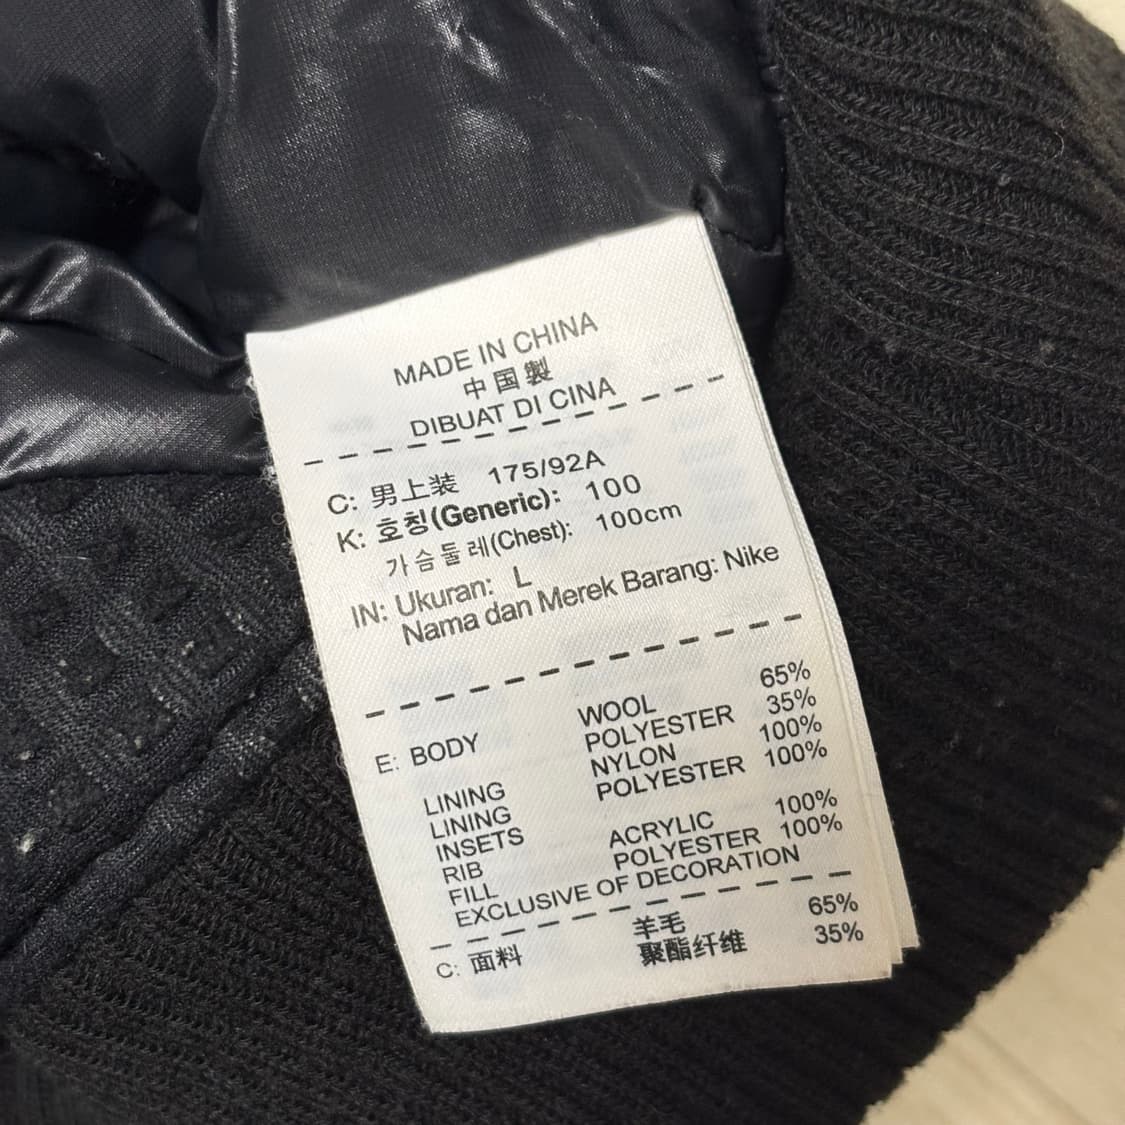 MADE IN CHINA
中国製
DIBUAT DI CINA
C: 男上装 175/92A
K: 호칭(Generic): 100
가슴둘레(Chest): 100cm
IN: Ukuran: L
Nama dan Merek Barang: Nike
E: BODY WOOL 65%
POLYESTER 35%
LINING NYLON 100%
LINING INSETS POLYESTER 100%
RIB ACRYLIC 100%
FILL POLYESTER 100%
EXCLUSIVE OF DECORATION
C: 面料 羊毛 65%
聚酯纤维 35%